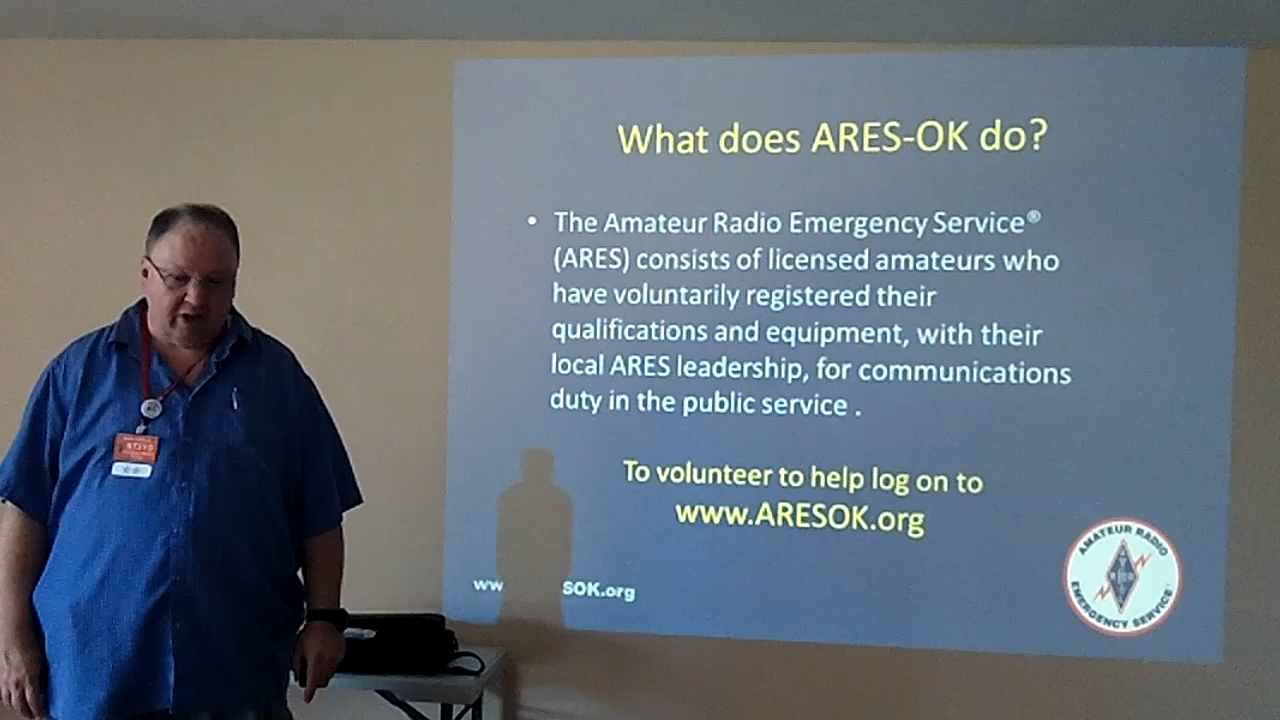 What does ARES-OK do?
• The Amateur Radio Emergency Service®
(ARES) consists of licensed amateurs who
have voluntarily registered their
qualifications and equipment, with their
local ARES leadership, for communications
duty in the public service .
To volunteer to help log on to
www.ARESOK.org
ww SOK.org
AMATEUR RADIO
EMERGENCY SERVICE